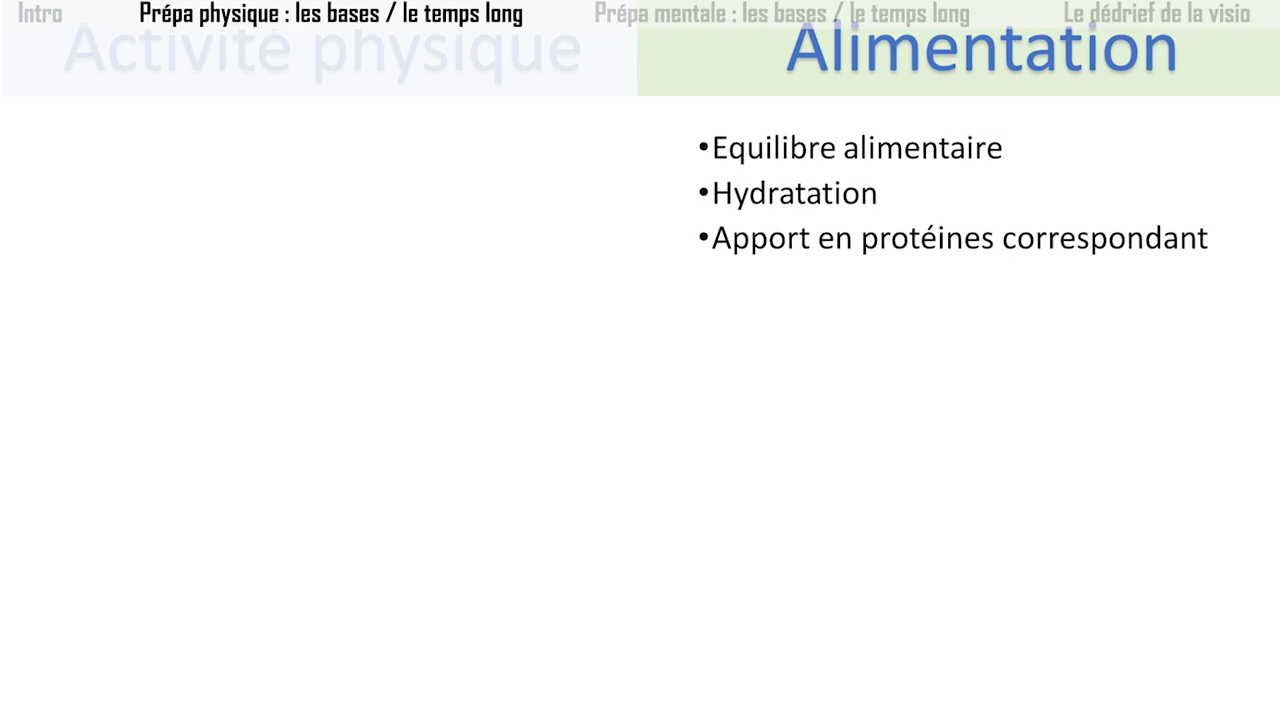 Intro Prépa physique : les bases / le temps long Prépa mentale : les bases / le temps long Le dédrief de la visio
Activité physique
Alimentation
•Equilibre alimentaire
•Hydratation
•Apport en protéines correspondant